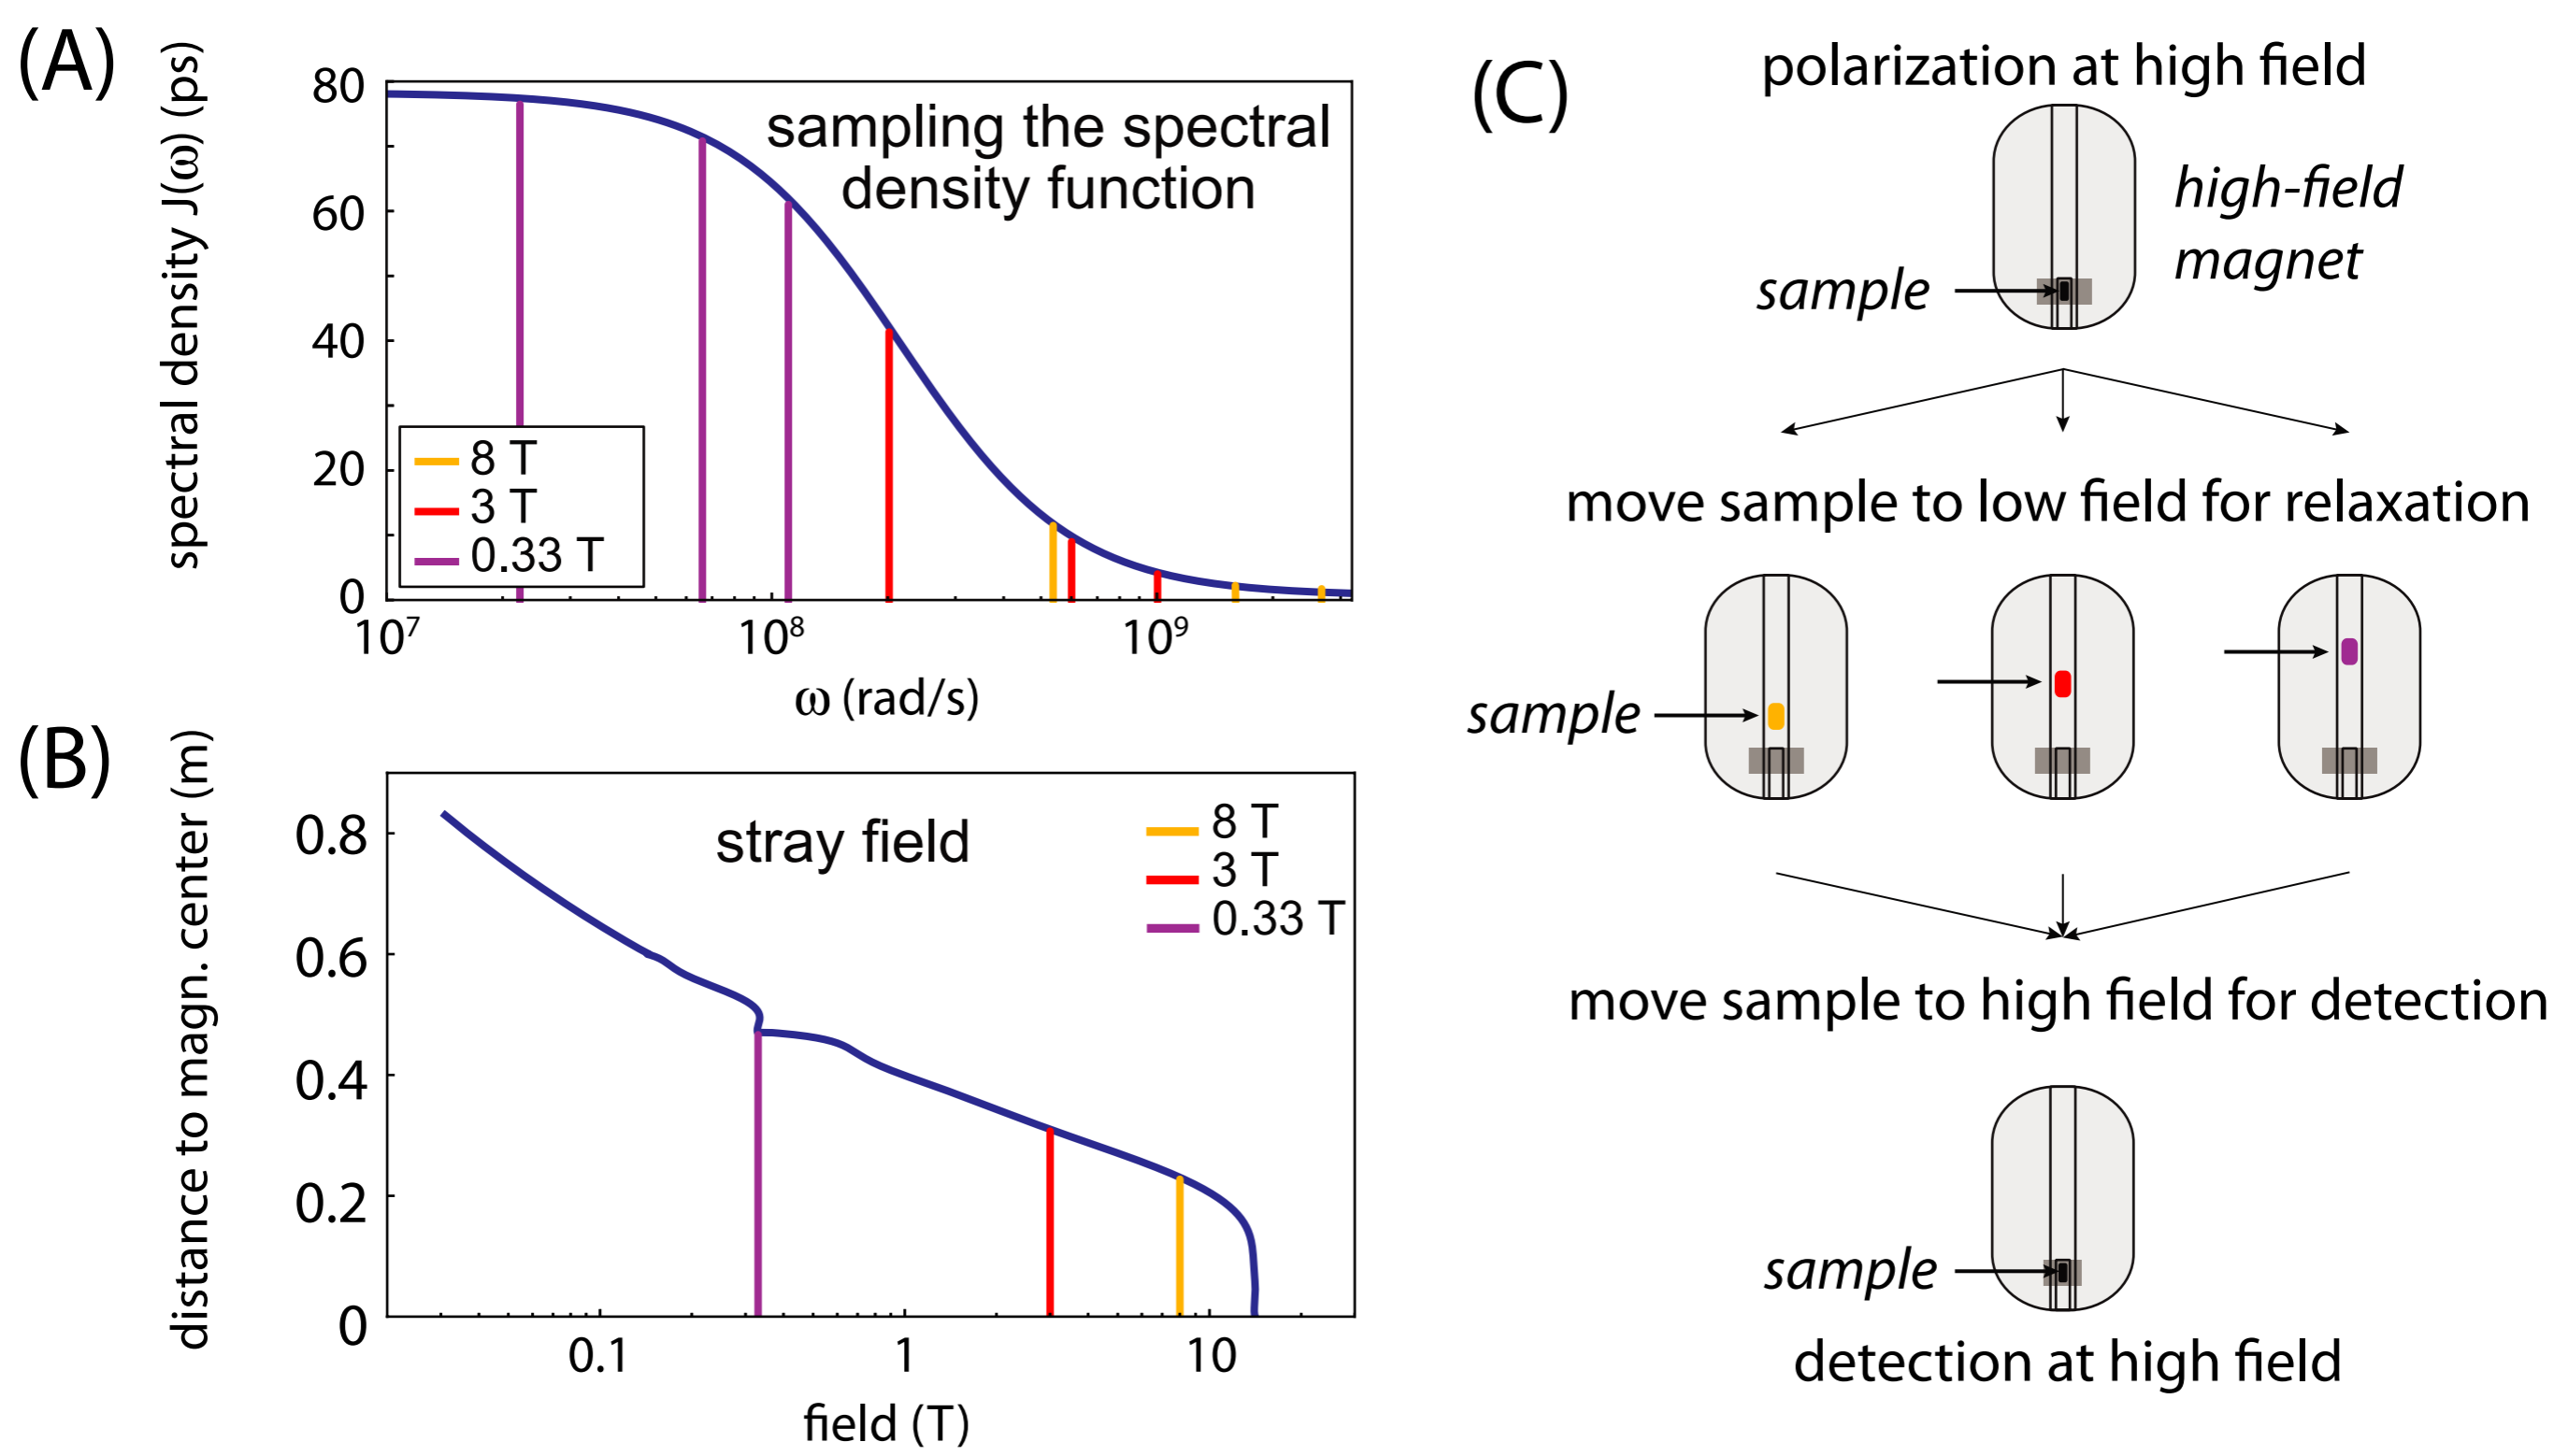 (A)
spectral density J(ω) (ps)
80
60
40
20
0
sampling the spectral
density function
8 T
3 T
0.33 T
10⁷
10⁸
10⁹
ω (rad/s)
(B)
distance to magn. center (m)
0.8
0.6
0.4
0.2
0
stray field
8 T
3 T
0.33 T
0.1
1
10
field (T)
(C)
polarization at high field
high-field
magnet
sample
move sample to low field for relaxation
sample
move sample to high field for detection
sample
detection at high field